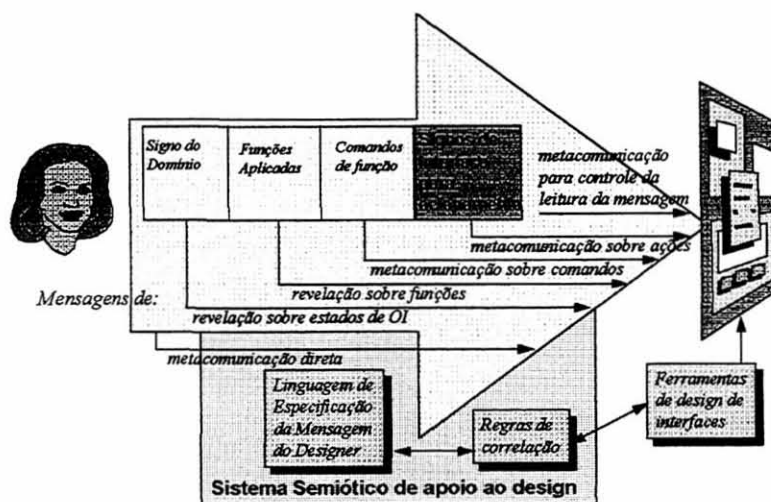 Signo do
Domínio
Funções
Aplicadas
Comandos
de função
metacomunicação
para controle da
leitura da mensagem
metacomunicação sobre ações
metacomunicação sobre comandos
Mensagens de:
revelação sobre funções
revelação sobre estados de OI
metacomunicação direta
Linguagem de
Especificação
da Mensagem
do Designer
Regras de
correlação
Ferramentas
de design de
interfaces
Sistema Semiótico de apoio ao design